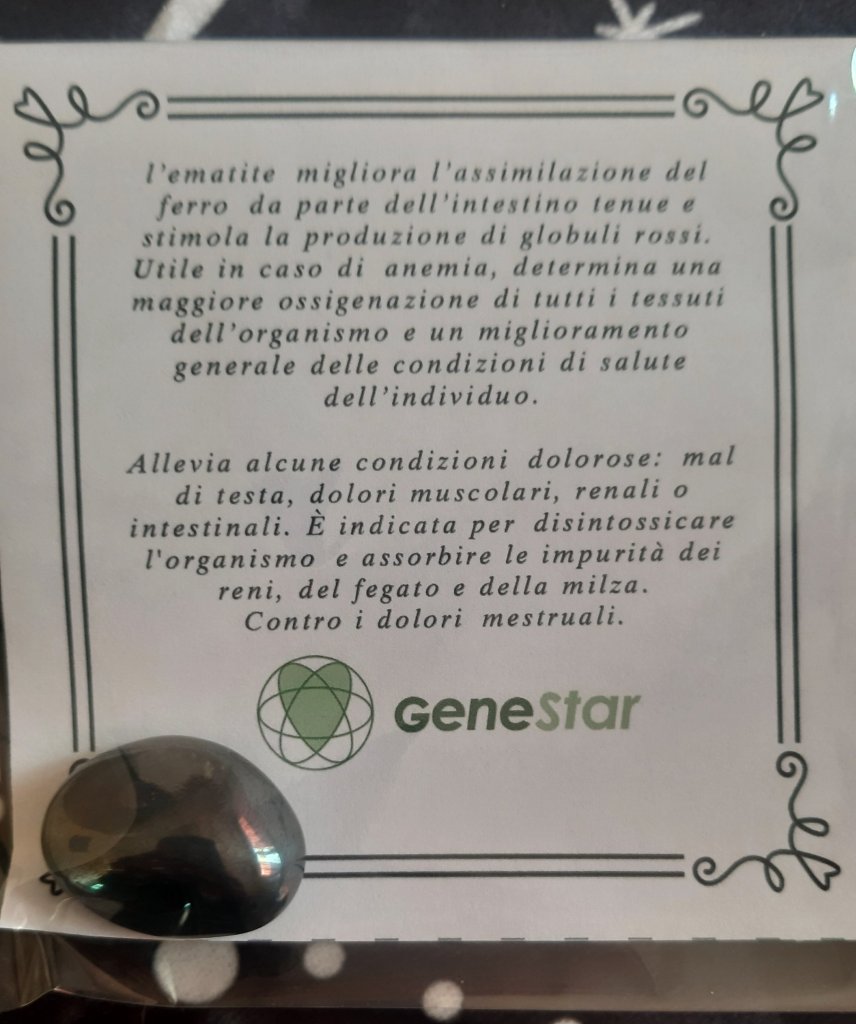 l'ematite migliora l'assimilazione del
ferro da parte dell'intestino tenue e
stimola la produzione di globuli rossi.
Utile in caso di anemia, determina una
maggiore ossigenazione di tutti i tessuti
dell'organismo e un miglioramento
generale delle condizioni di salute
dell'individuo.
Allevia alcune condizioni dolorose: mal
di testa, dolori muscolari, renali o
intestinali. È indicata per disintossicare
l'organismo e assorbire le impurità dei
reni, del fegato e della milza.
Contro i dolori mestruali.
GeneStar